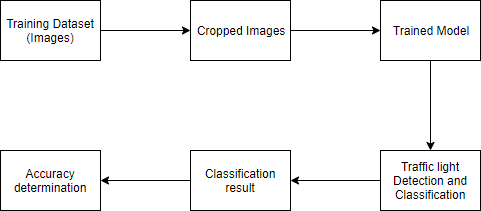 Training Dataset
(Images)
Cropped Images
Trained Model
Traffic light
Detection and
Classification
Classification
result
Accuracy
determination